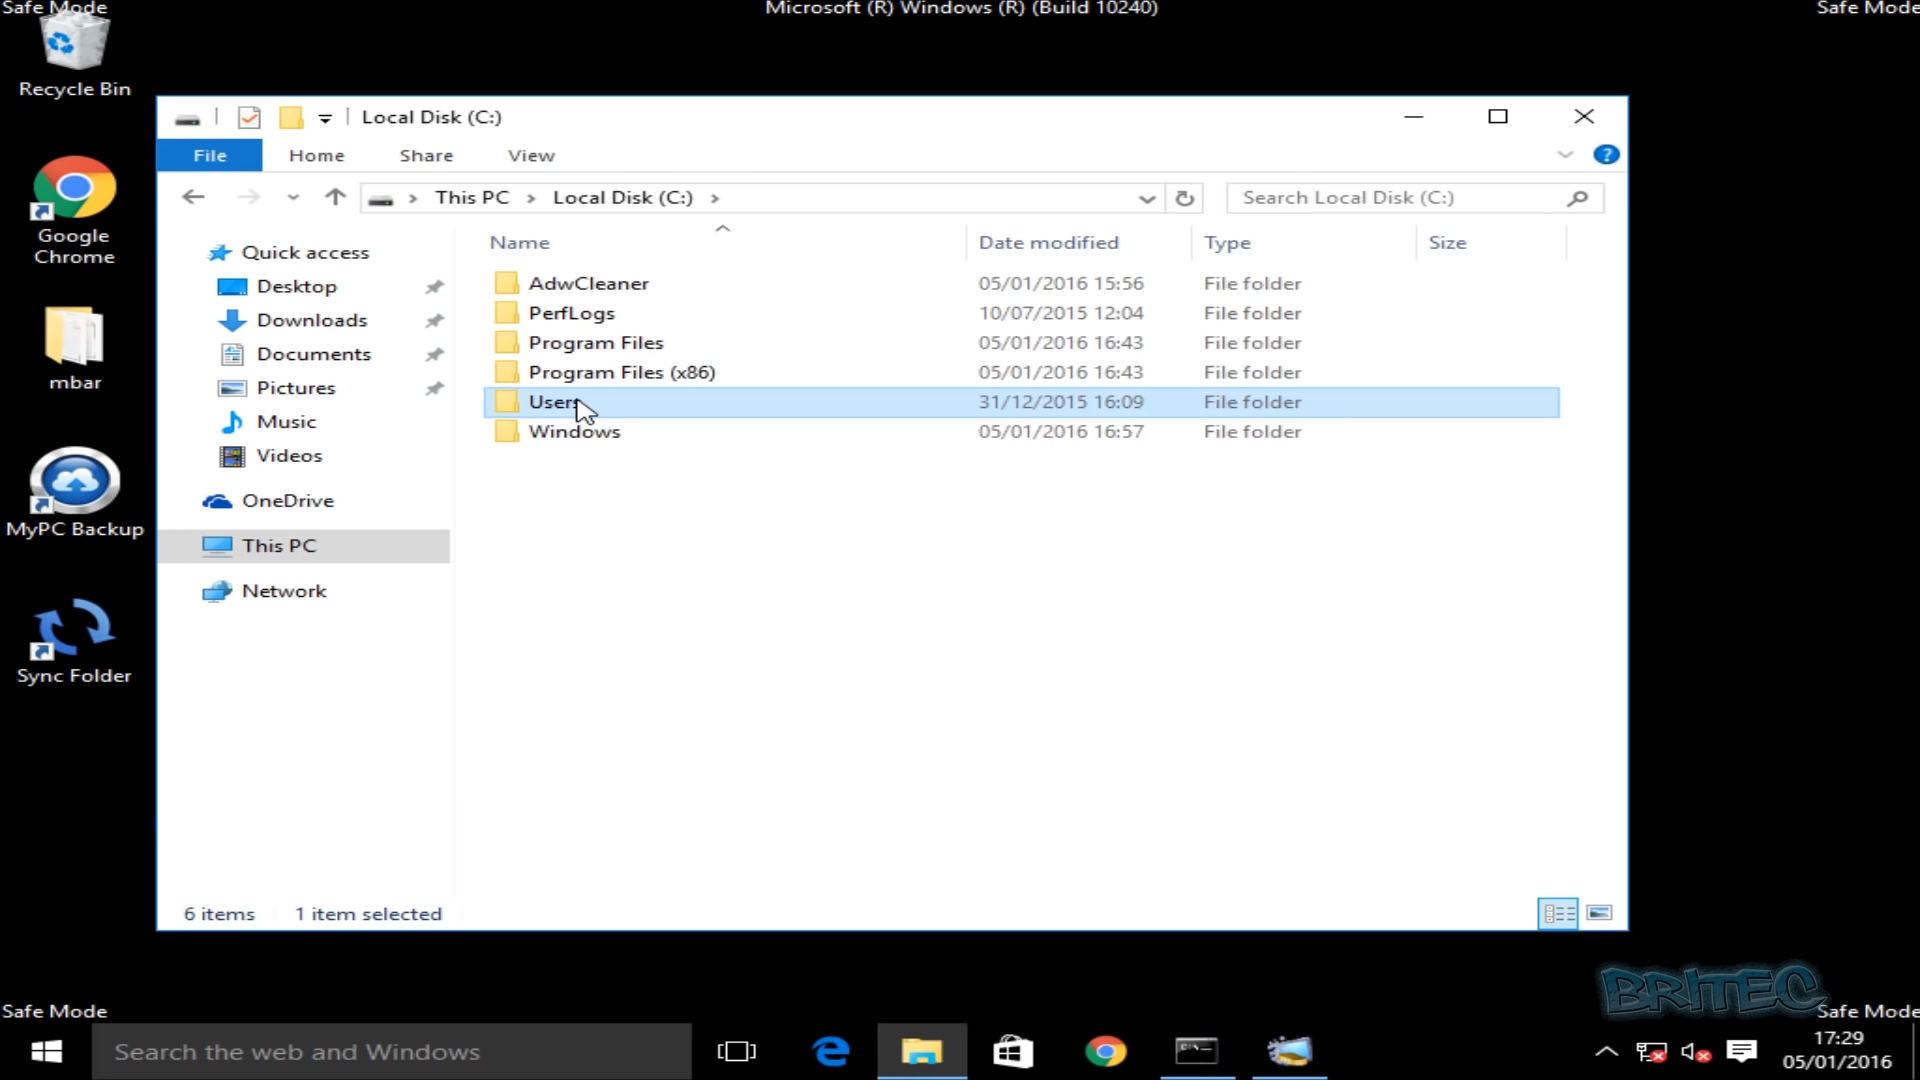 Safe Mode
Microsoft (R) Windows (R) (Build 10240)
Safe Mode
Recycle Bin
Google
Chrome
mbar
MyPC Backup
Sync Folder
Local Disk (C:)
File
Home
Share
View
This PC
Local Disk (C:)
Search Local Disk (C:)
Quick access
Desktop
Downloads
Documents
Pictures
Music
Videos
OneDrive
This PC
Network
Name
Date modified
Type
Size
AdwCleaner 05/01/2016 15:56 File folder
PerfLogs 10/07/2015 12:04 File folder
Program Files 05/01/2016 16:43 File folder
Program Files (x86) 05/01/2016 16:43 File folder
Users 31/12/2015 16:09 File folder
Windows 05/01/2016 16:57 File folder
6 items
1 item selected
BRITEC
Safe Mode
Safe Mode
Search the web and Windows
17:29
05/01/2016